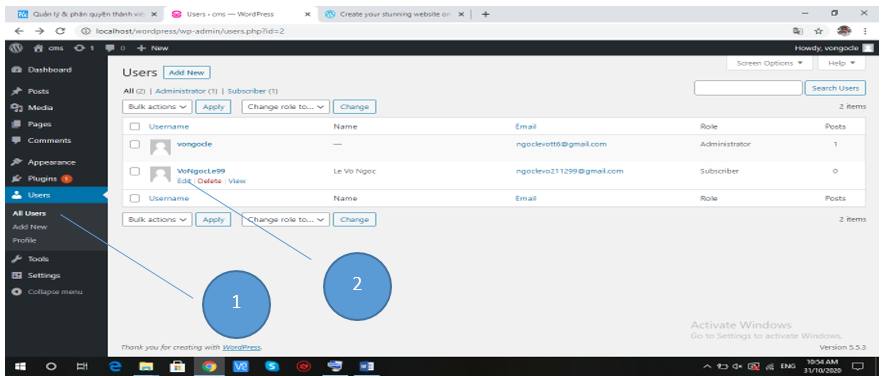 Quản lý & phân quyền thành viê
Users ‹ cms — WordPress
Create your stunning website on
localhost/wordpress/wp-admin/users.php?id=2
cms 1 0 + New
Howdy, vongocle
Dashboard
Posts
Media
Pages
Comments
Appearance
Plugins 1
Users
All Users
Add New
Profile
Tools
Settings
Collapse menu
Screen Options Help
Users Add New
All (2) | Administrator (1) | Subscriber (1)
Search Users
Bulk actions Apply Change role to... Change
2 items
Username Name Email Role Posts
vongocle — ngoclevott6@gmail.com Administrator 1
VoNgocLe99 Le Vo Ngoc ngoclevo211299@gmail.com Subscriber 0
Edit | Delete | View
Username Name Email Role Posts
Bulk actions Apply Change role to... Change
2 items
1
2
Activate Windows
Go to Settings to activate Windows.
Thank you for creating with WordPress.
Version 5.5.3
ENG
10:54 AM
31/10/2020